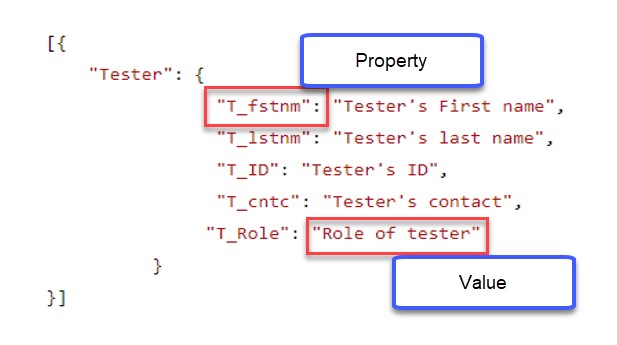 [{
Property
"Tester": {
"T_fstnm": "Tester's First name",
"T_lstnm": "Tester's last name",
"T_ID": "Tester's ID",
"T_cntc": "Tester's contact",
"T_Role": "Role of tester"
}
Value
}]